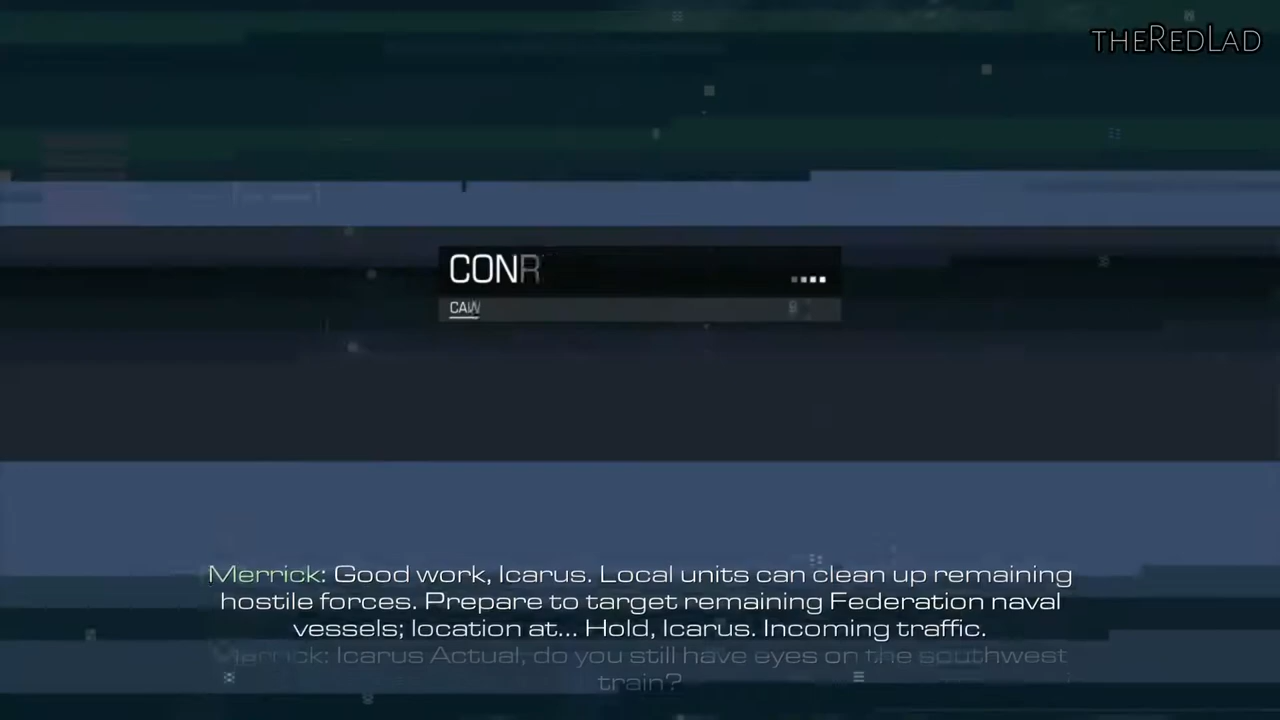 THEREDLAD
CONR
CAW
Merrick: Good work, Icarus. Local units can clean up remaining
hostile forces. Prepare to target remaining Federation naval
vessels; location at... Hold, Icarus. Incoming traffic.
Merrick: Icarus Actual, do you still have eyes on the southwest
train?